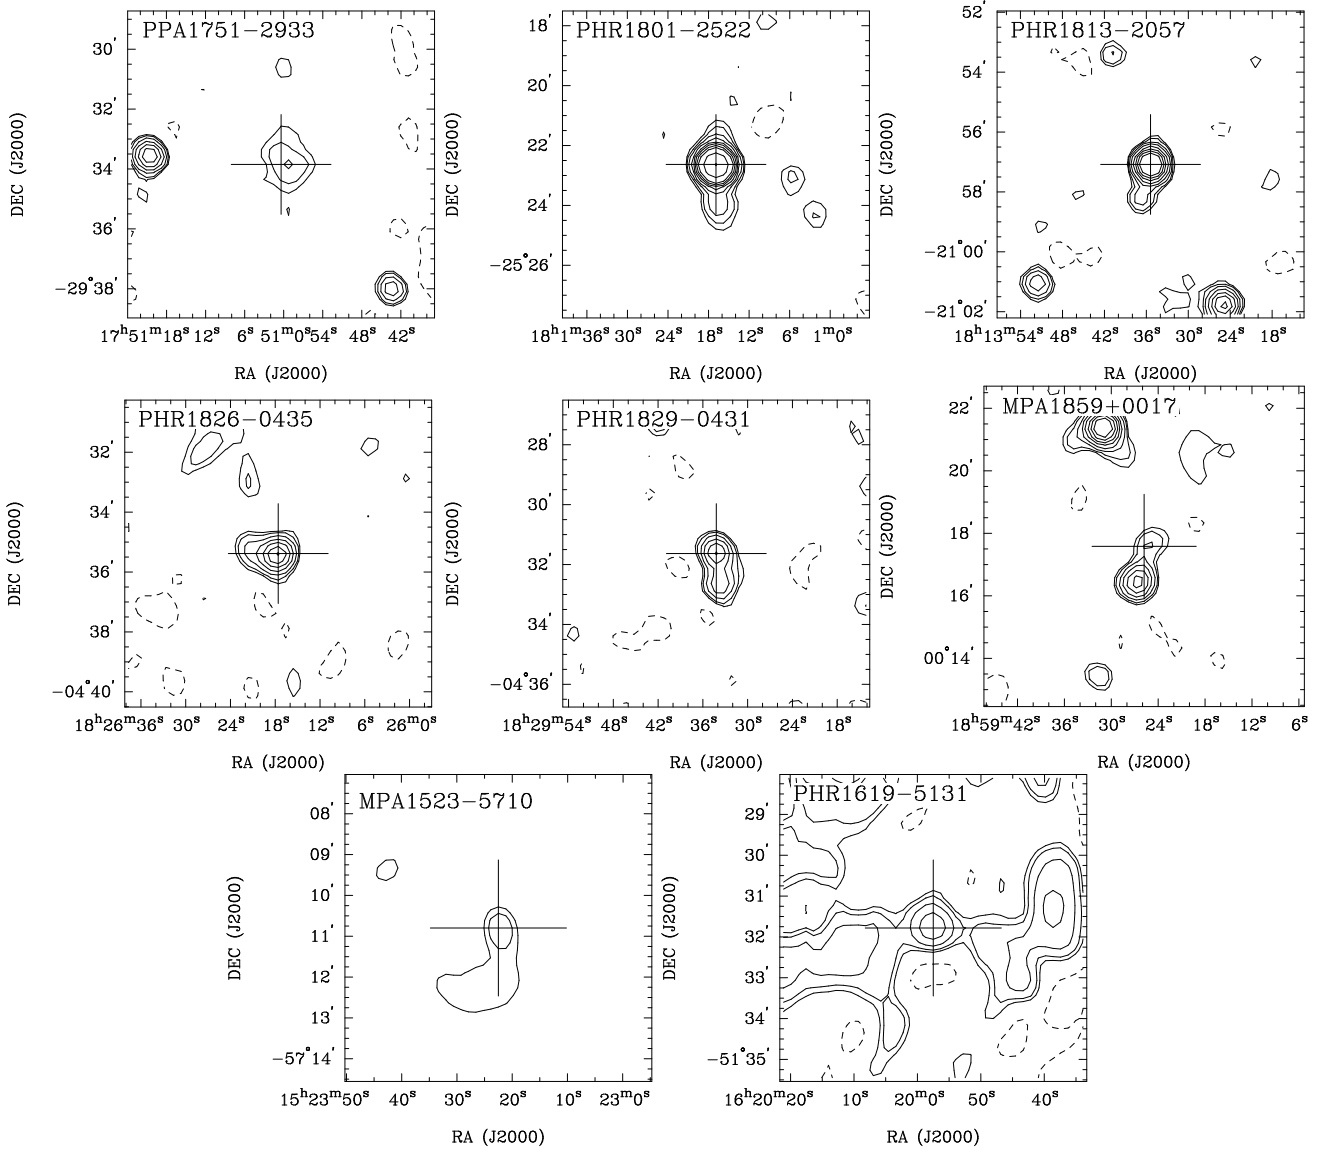 PPA1751−2933
30′
32′
34′
36′
−29°38′
17ʰ51ᵐ18ˢ 12ˢ 6ˢ 51ᵐ0ˢ 54ˢ 48ˢ 42ˢ
DEC (J2000)
RA (J2000)
PHR1801−2522
18′
20′
22′
24′
−25°26′
18ʰ1ᵐ36ˢ 30ˢ 24ˢ 18ˢ 12ˢ 6ˢ 1ᵐ0ˢ
DEC (J2000)
RA (J2000)
PHR1813−2057
52′
54′
56′
58′
−21°00′
−21°02′
18ʰ13ᵐ54ˢ 48ˢ 42ˢ 36ˢ 30ˢ 24ˢ 18ˢ
DEC (J2000)
RA (J2000)
PHR1826−0435
32′
34′
36′
38′
−04°40′
18ʰ26ᵐ36ˢ 30ˢ 24ˢ 18ˢ 12ˢ 6ˢ 26ᵐ0ˢ
DEC (J2000)
RA (J2000)
PHR1829−0431
28′
30′
32′
34′
−04°36′
18ʰ29ᵐ54ˢ 48ˢ 42ˢ 36ˢ 30ˢ 24ˢ 18ˢ
DEC (J2000)
RA (J2000)
MPA1859+0017
22′
20′
18′
16′
00°14′
18ʰ59ᵐ42ˢ 36ˢ 30ˢ 24ˢ 18ˢ 12ˢ 6ˢ
DEC (J2000)
RA (J2000)
MPA1523−5710
08′
09′
10′
11′
12′
13′
−57°14′
15ʰ23ᵐ50ˢ 40ˢ 30ˢ 20ˢ 10ˢ 23ᵐ0ˢ
DEC (J2000)
RA (J2000)
PHR1619−5131
29′
30′
31′
32′
33′
34′
−51°35′
16ʰ20ᵐ20ˢ 10ˢ 20ᵐ0ˢ 50ˢ 40ˢ
DEC (J2000)
RA (J2000)